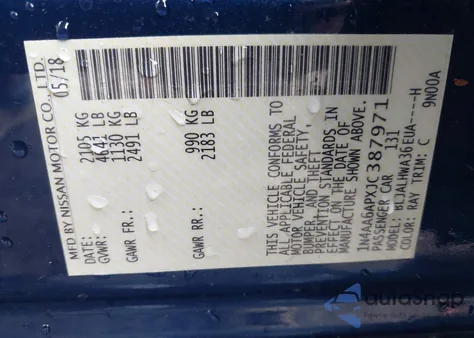 MFD BY NISSAN MOTOR CO., LTD.
DATE: 05/18
GVWR: 2105 KG
4641 LB
GAWR FR.: 1130 KG
2491 LB
GAWR RR.: 990 KG
2183 LB
THIS VEHICLE CONFORMS TO
ALL APPLICABLE FEDERAL
MOTOR VEHICLE SAFETY,
BUMPER, AND THEFT
PREVENTION STANDARDS IN
EFFECT ON THE DATE OF
MANUFACTURE SHOWN ABOVE.
1N4AA6APXJC387971
PASSENGER CAR 131
MODEL: BLJALHWA36EUA----H
COLOR: RAY TRIM: C 9N00A
autosnap